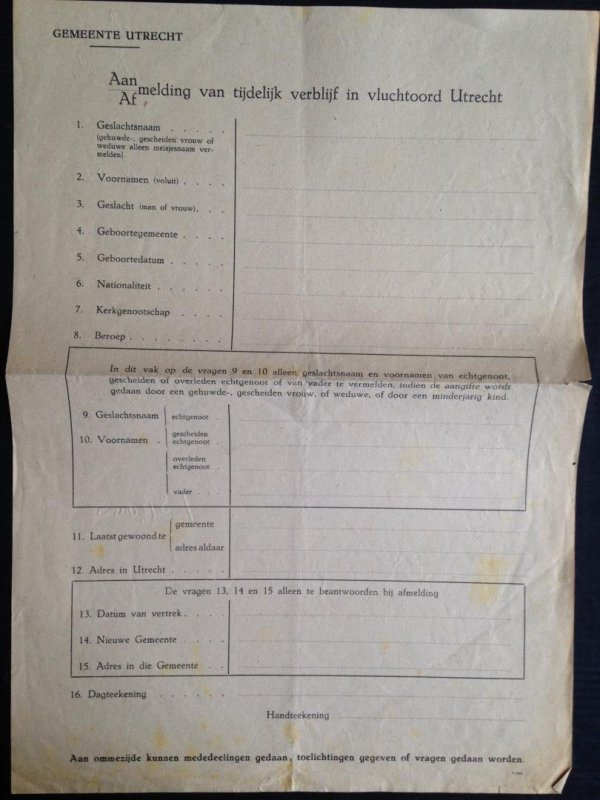 GEMEENTE UTRECHT
Aan
Af melding van tijdelijk verblijf in vluchtoord Utrecht
1. Geslachtsnaam . . . . .
(gehuwde-, gescheiden vrouw of
weduwe alleen meisjesnaam ver-
melden).
2. Voornamen (voluit) . . . .
3. Geslacht (man of vrouw). . .
4. Geboortegemeente . . . .
5. Geboortedatum . . . . .
6. Nationaliteit . . . . . .
7. Kerkgenootschap . . . .
8. Beroep. . . . . . . .
In dit vak op de vragen 9 en 10 alleen geslachtsnaam en voornamen van echtgenoot,
gescheiden of overleden echtgenoot of van vader te vermelden, indien de aangifte wordt
gedaan door een gehuwde-, gescheiden vrouw, of weduwe, of door een minderjarig kind.
9. Geslachtsnaam echtgenoot .
10. Voornamen . gescheiden
echtgenoot .
overleden
echtgenoot .
vader . . .
11. Laatst gewoond te gemeente
adres aldaar
12. Adres in Utrecht . . . . .
De vragen 13, 14 en 15 alleen te beantwoorden bij afmelding
13. Datum van vertrek . . . .
14. Nieuwe Gemeente . . . .
15. Adres in die Gemeente . . .
16. Dagteekening . . . . . .
Handteekening
Aan ommezijde kunnen mededeelingen gedaan, toelichtingen gegeven of vragen gedaan worden.